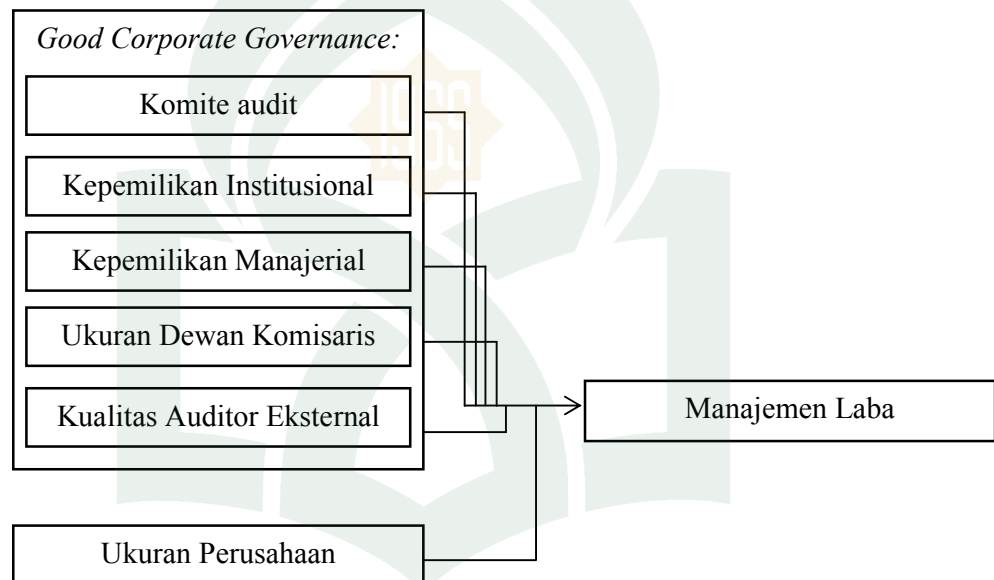 Good Corporate Governance:
Komite audit
Kepemilikan Institusional
Kepemilikan Manajerial
Ukuran Dewan Komisaris
Kualitas Auditor Eksternal
Manajemen Laba
Ukuran Perusahaan